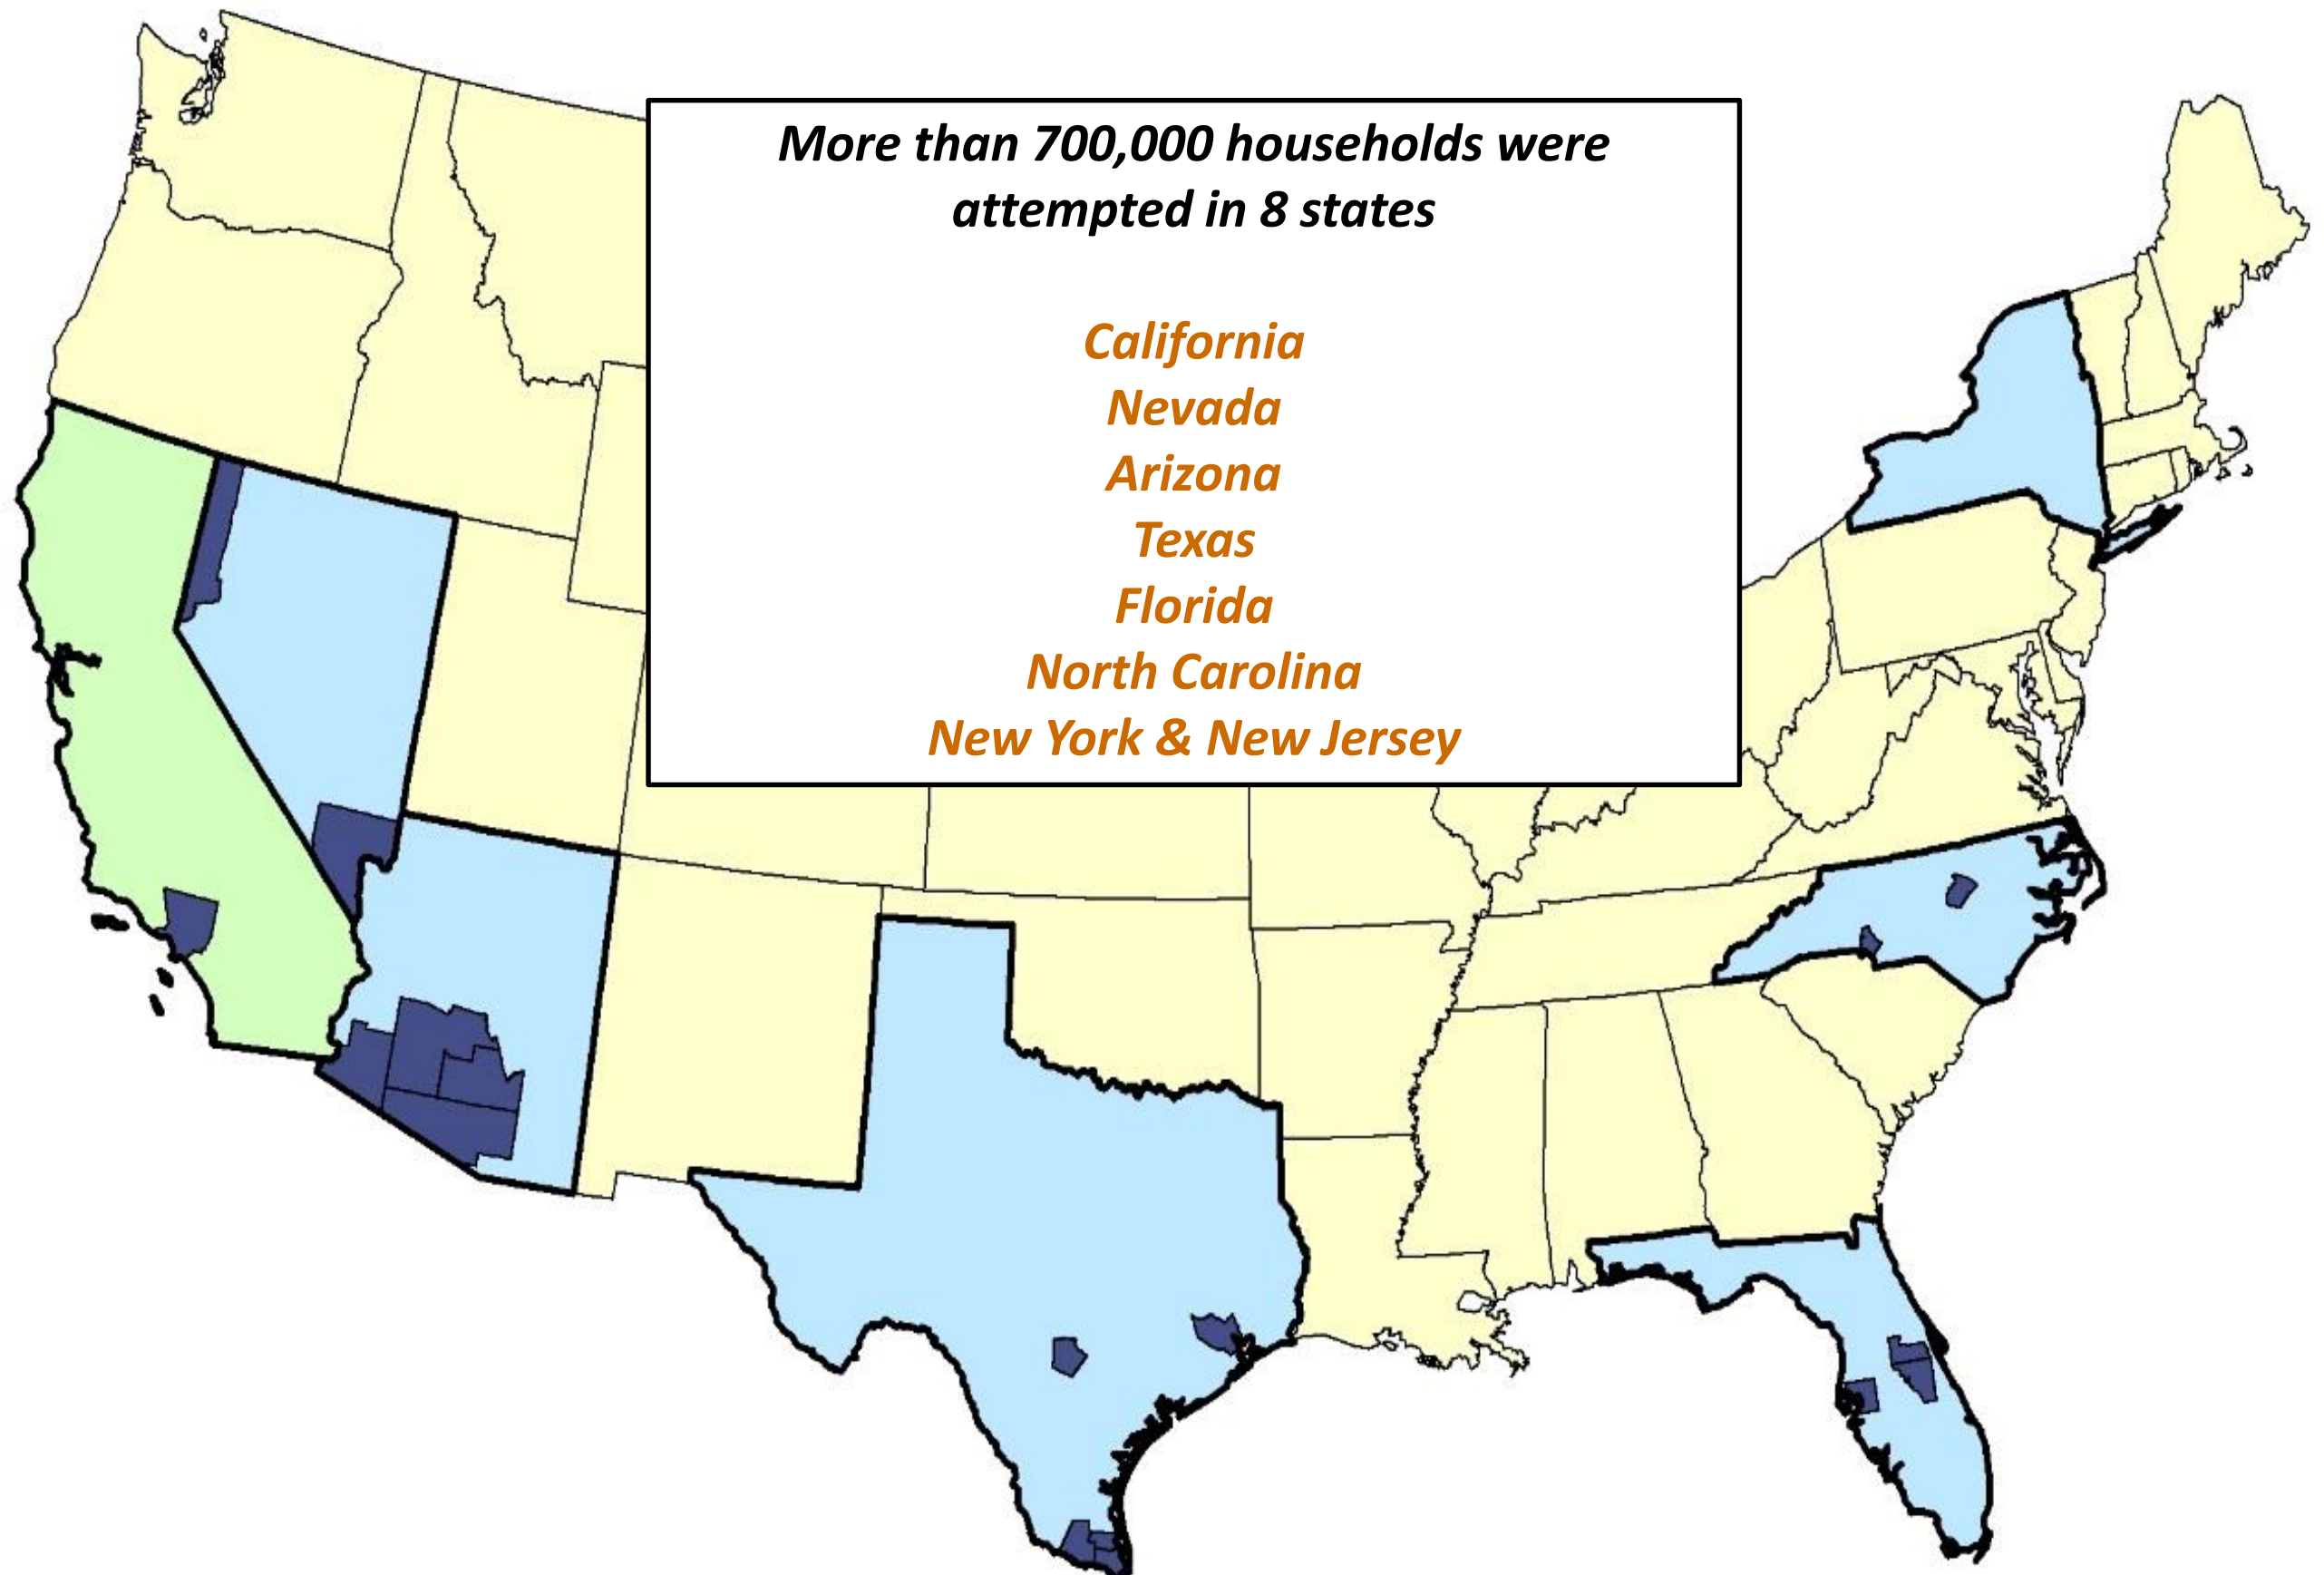 More than 700,000 households were
attempted in 8 states
California
Nevada
Arizona
Texas
Florida
North Carolina
New York & New Jersey